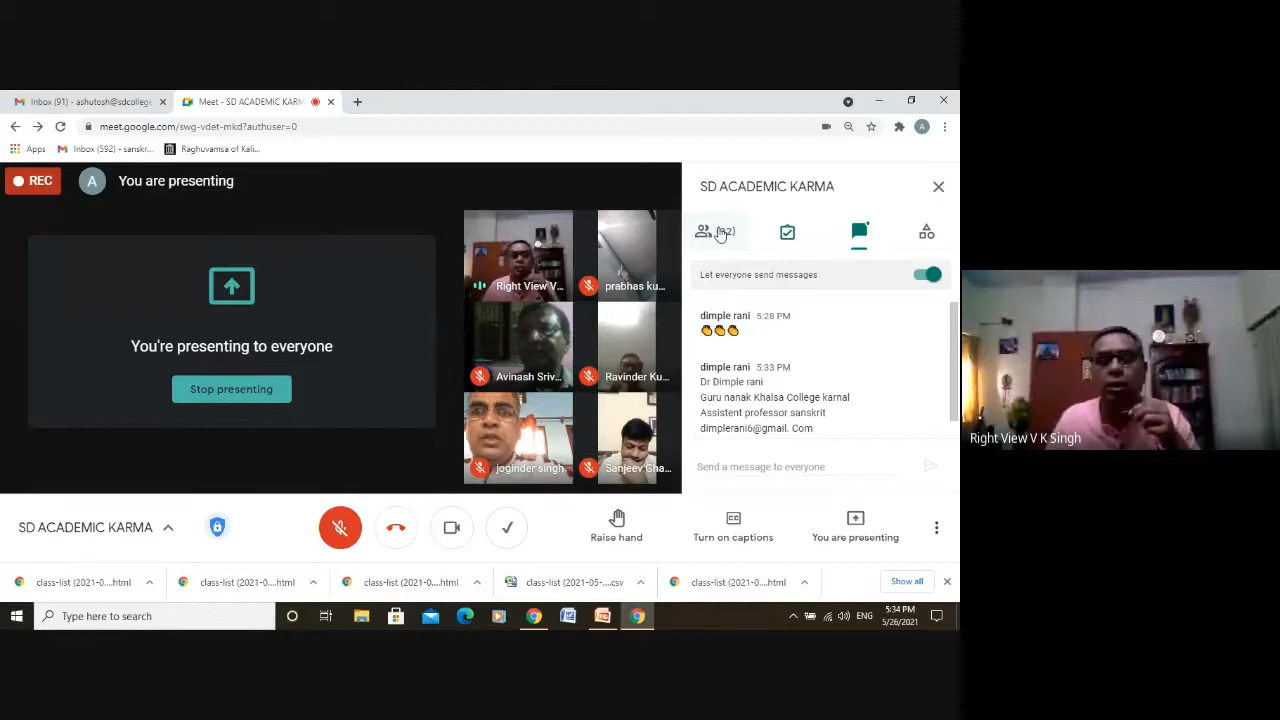 Inbox (91) - ashutosh@sdcollege
Meet - SD ACADEMIC KARM
meet.google.com/swg-vdet-mkd?authuser=0
A
Apps
Inbox (592) - sanskr...
Raghuvamsa of Kali...
REC
A
You are presenting
SD ACADEMIC KARMA
Let everyone send messages
You're presenting to everyone
Stop presenting
Right View V...
prabhas ku...
Avinash Sriv...
Ravinder Ku...
joginder singh
Sanjeev Gha...
dimple rani 5:28 PM
dimple rani 5:33 PM
Dr Dimple rani
Guru nanak Khalsa College karnal
Assistent professor sanskrit
dimplerani6@gmail. Com
Send a message to everyone
Right View V K Singh
SD ACADEMIC KARMA
Raise hand
Turn on captions
You are presenting
class-list (2021-0....html
class-list (2021-0....html
class-list (2021-0....html
class-list (2021-05-....csv
class-list (2021-0....html
Show all
Type here to search
ENG
5:34 PM
5/26/2021